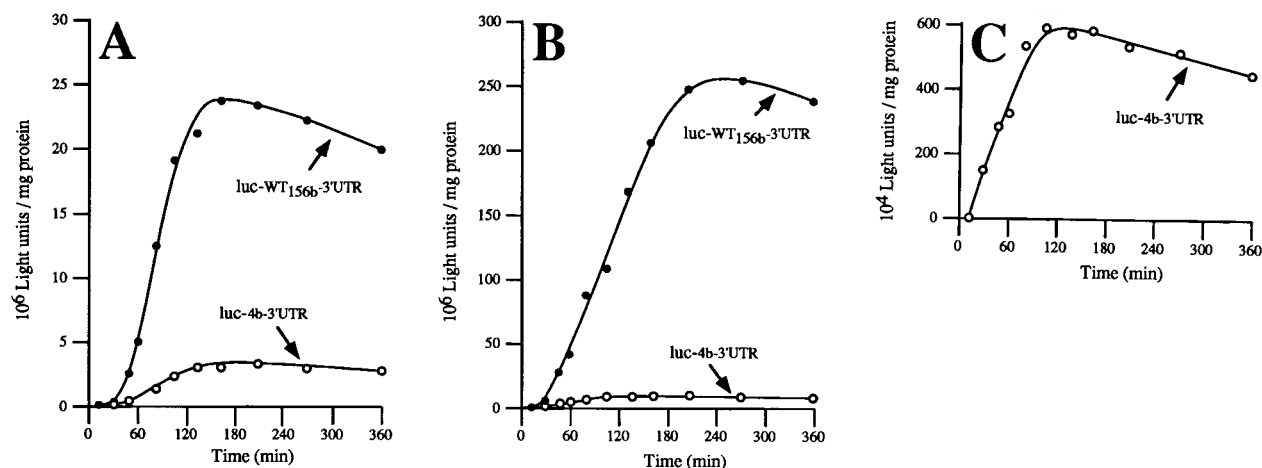 A
10⁶ Light units / mg protein
30
25
20
15
10
5
0
luc-WT₁₅₆b-3'UTR
luc-4b-3'UTR
0 60 120 180 240 300 360
Time (min)
B
10⁶ Light units / mg protein
300
250
200
150
100
50
0
luc-WT₁₅₆b-3'UTR
luc-4b-3'UTR
0 60 120 180 240 300 360
Time (min)
C
10⁴ Light units / mg protein
600
400
200
0
luc-4b-3'UTR
0 60 120 180 240 300 360
Time (min)